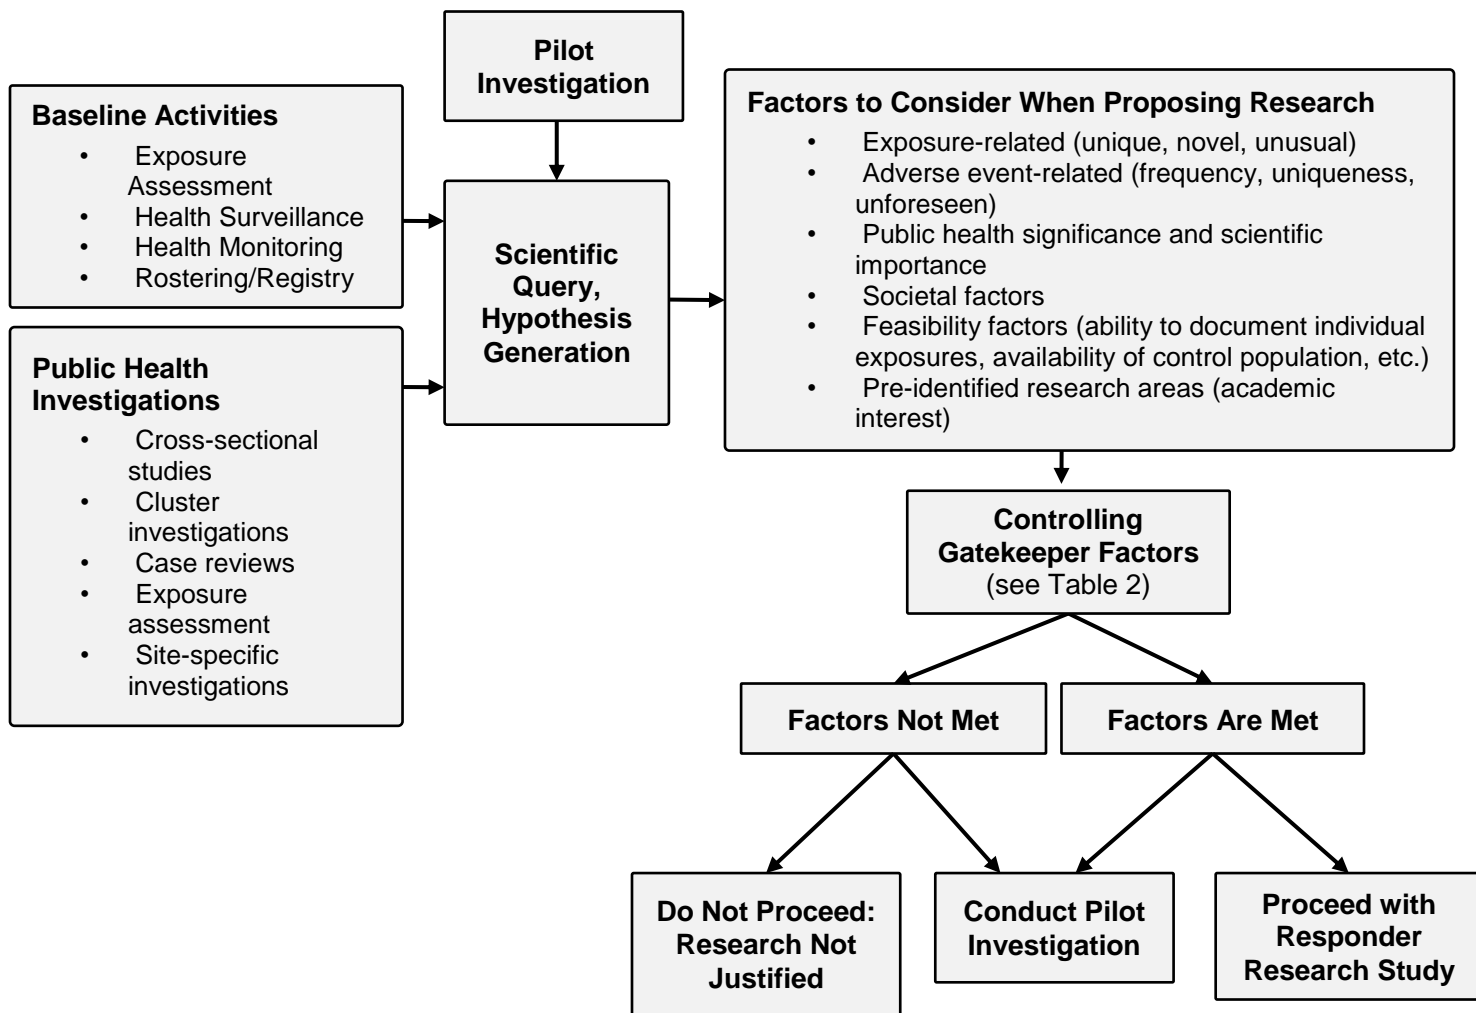 Pilot
Investigation
Baseline Activities
• Exposure
Assessment
• Health Surveillance
• Health Monitoring
• Rostering/Registry
Public Health
Investigations
• Cross-sectional
studies
• Cluster
investigations
• Case reviews
• Exposure
assessment
• Site-specific
investigations
Scientific
Query,
Hypothesis
Generation
Factors to Consider When Proposing Research
• Exposure-related (unique, novel, unusual)
• Adverse event-related (frequency, uniqueness,
unforeseen)
• Public health significance and scientific
importance
• Societal factors
• Feasibility factors (ability to document individual
exposures, availability of control population, etc.)
• Pre-identified research areas (academic
interest)
Controlling
Gatekeeper Factors
(see Table 2)
Factors Not Met
Factors Are Met
Do Not Proceed:
Research Not
Justified
Conduct Pilot
Investigation
Proceed with
Responder
Research Study